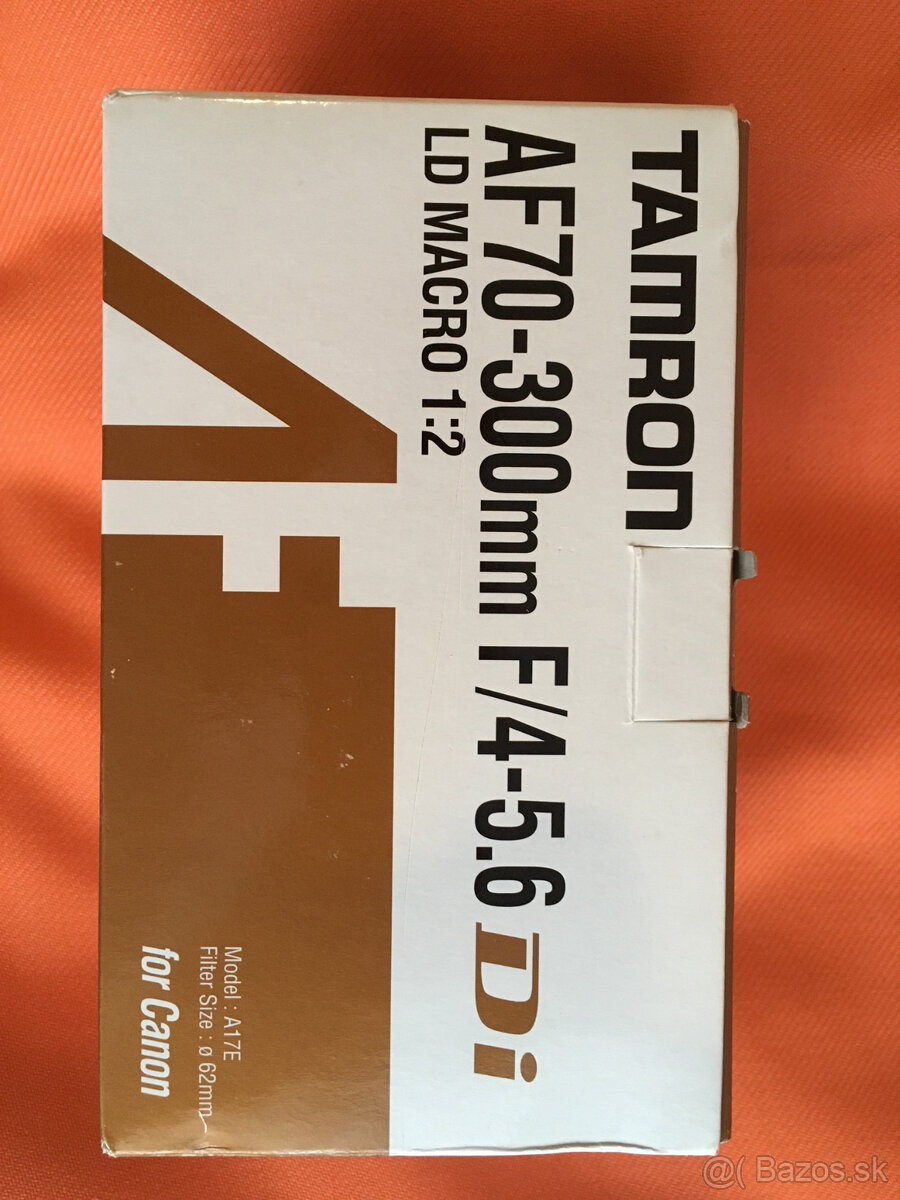 TAMRON
AF70-300mm F/4-5.6 Di
LD MACRO 1:2
Model : A17E
Filter Size : ø 62mm
for Canon
@( Bazos.sk